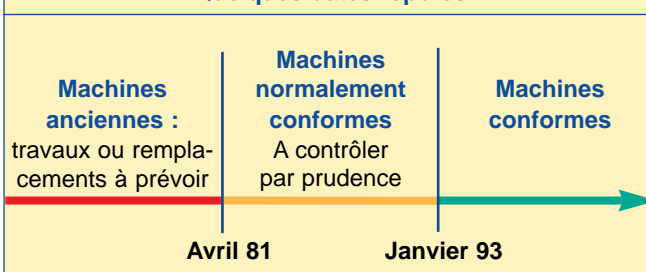 Machines
anciennes :
travaux ou rempla-
cements à prévoir
Machines
normalement
conformes
A contrôler
par prudence
Machines
conformes
Avril 81
Janvier 93